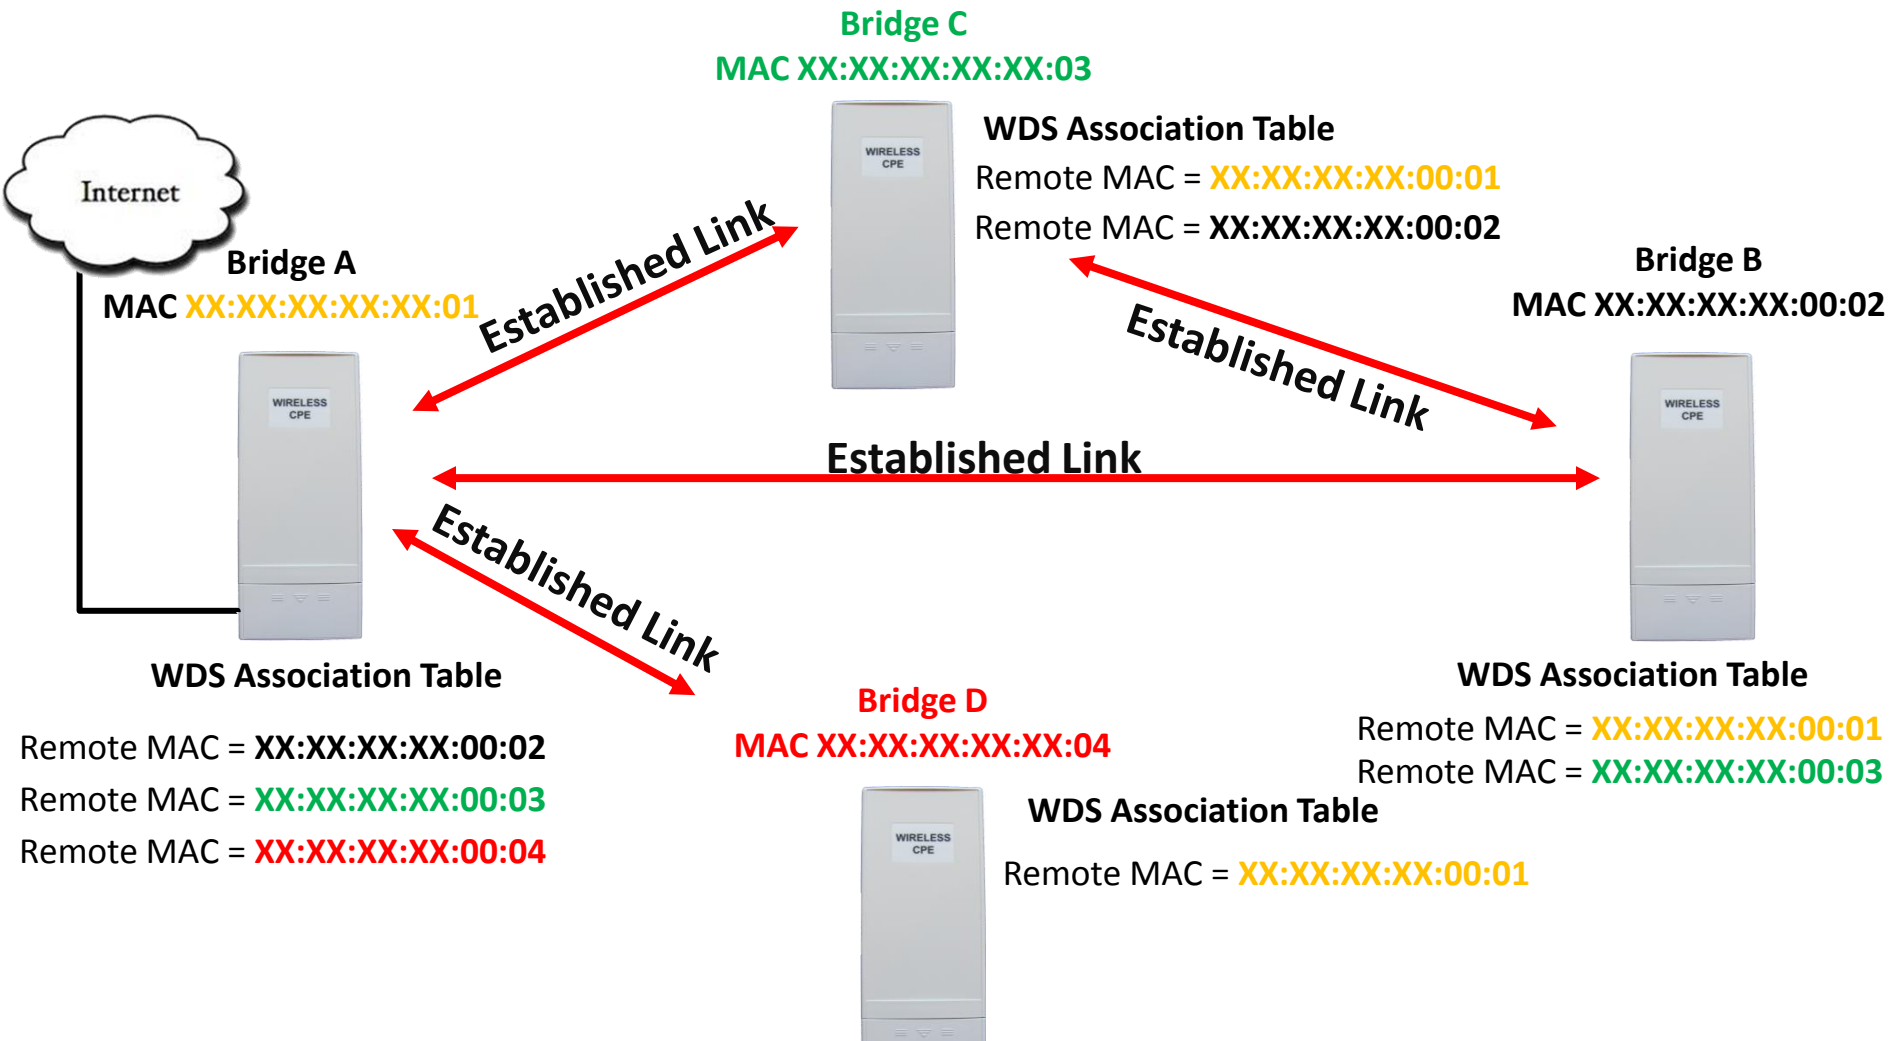 Bridge C
MAC XX:XX:XX:XX:XX:03
WIRELESS
CPE
WDS Association Table
Remote MAC = XX:XX:XX:XX:00:01
Remote MAC = XX:XX:XX:XX:00:02
Internet
Bridge A
MAC XX:XX:XX:XX:XX:01
Established Link
Established Link
Bridge B
MAC XX:XX:XX:XX:00:02
WIRELESS
CPE
WIRELESS
CPE
Established Link
Established Link
WDS Association Table
Remote MAC = XX:XX:XX:XX:00:02
Remote MAC = XX:XX:XX:XX:00:03
Remote MAC = XX:XX:XX:XX:00:04
WDS Association Table
Remote MAC = XX:XX:XX:XX:00:01
Remote MAC = XX:XX:XX:XX:00:03
Bridge D
MAC XX:XX:XX:XX:XX:04
WIRELESS
CPE
WDS Association Table
Remote MAC = XX:XX:XX:XX:00:01